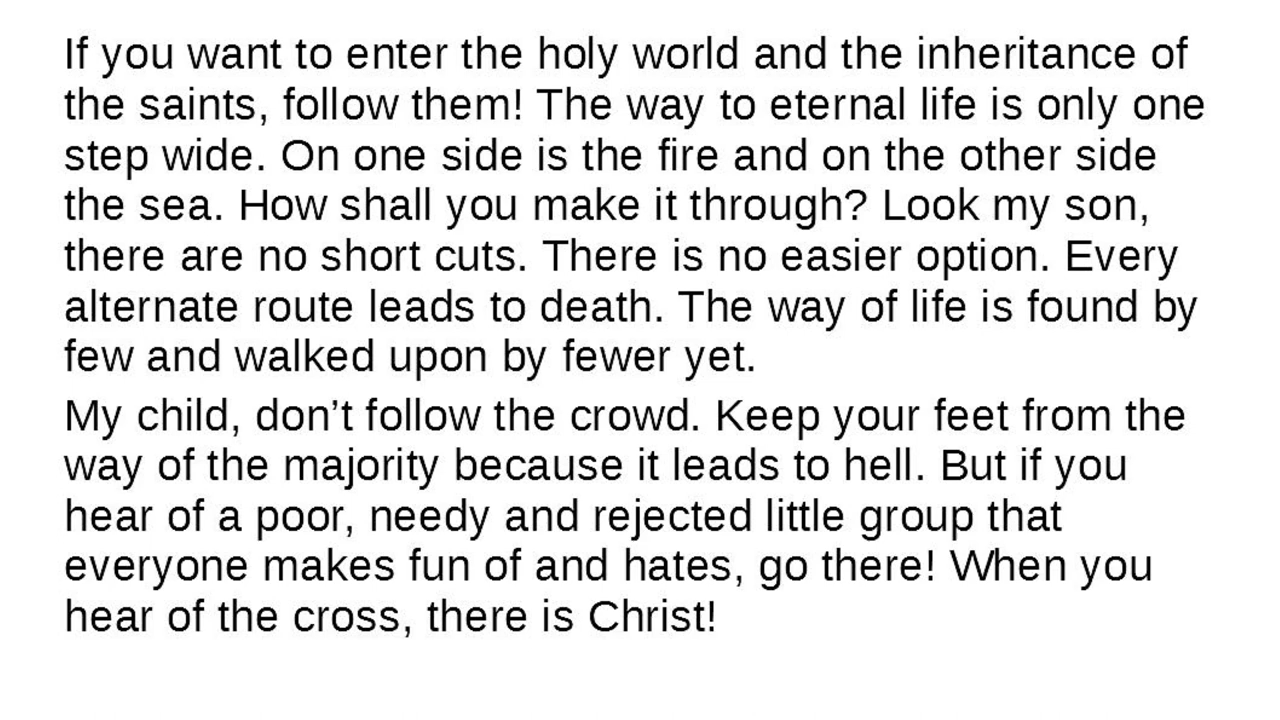 If you want to enter the holy world and the inheritance of
the saints, follow them! The way to eternal life is only one
step wide. On one side is the fire and on the other side
the sea. How shall you make it through? Look my son,
there are no short cuts. There is no easier option. Every
alternate route leads to death. The way of life is found by
few and walked upon by fewer yet.
My child, don’t follow the crowd. Keep your feet from the
way of the majority because it leads to hell. But if you
hear of a poor, needy and rejected little group that
everyone makes fun of and hates, go there! When you
hear of the cross, there is Christ!